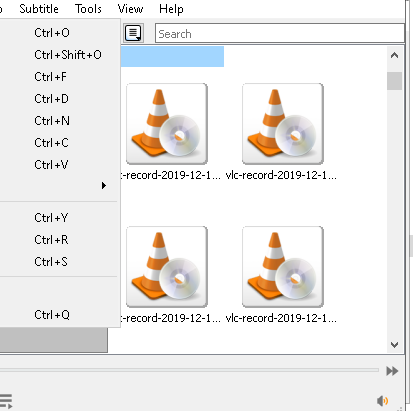 Subtitle Tools View Help
Search
Ctrl+O
Ctrl+Shift+O
Ctrl+F
Ctrl+D
Ctrl+N
Ctrl+C
Ctrl+V
Ctrl+Y
Ctrl+R
Ctrl+S
Ctrl+Q
-record-2019-12-1... vlc-record-2019-12-1...
-record-2019-12-1... vlc-record-2019-12-1...